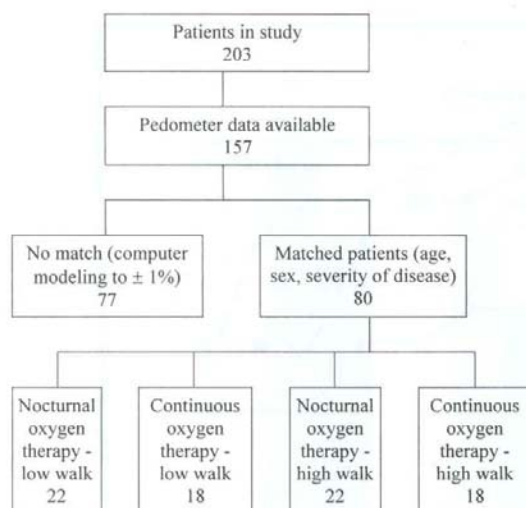 Patients in study
203
Pedometer data available
157
No match (computer
modeling to ± 1%)
77
Matched patients (age,
sex, severity of disease)
80
Nocturnal
oxygen
therapy -
low walk
22
Continuous
oxygen
therapy -
low walk
18
Nocturnal
oxygen
therapy -
high walk
22
Continuous
oxygen
therapy -
high walk
18